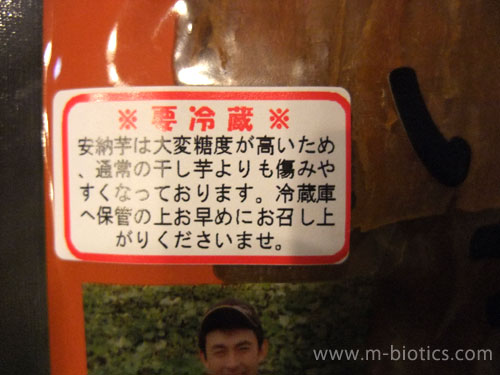 ※要冷蔵※
安納芋は大変糖度が高いため
、通常の干し芋よりも傷みや
すくなっております。冷蔵庫
へ保管の上お早めにお召し上
がりくださいませ。
www.m-biotics.com